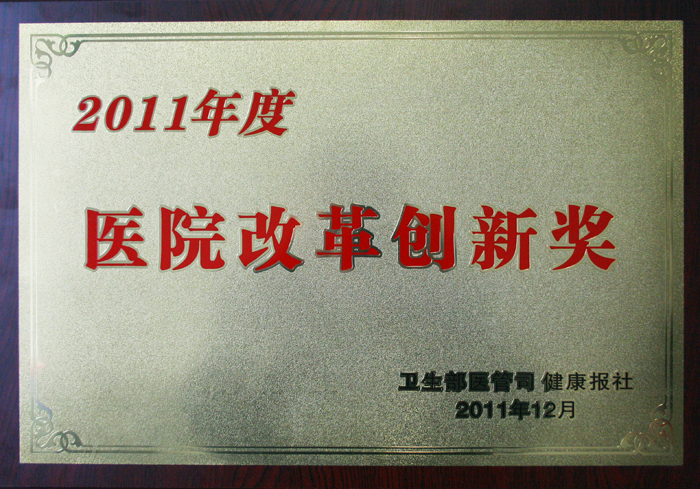 2011年度
医院改革创新奖
卫生部医管司 健康报社
2011年12月